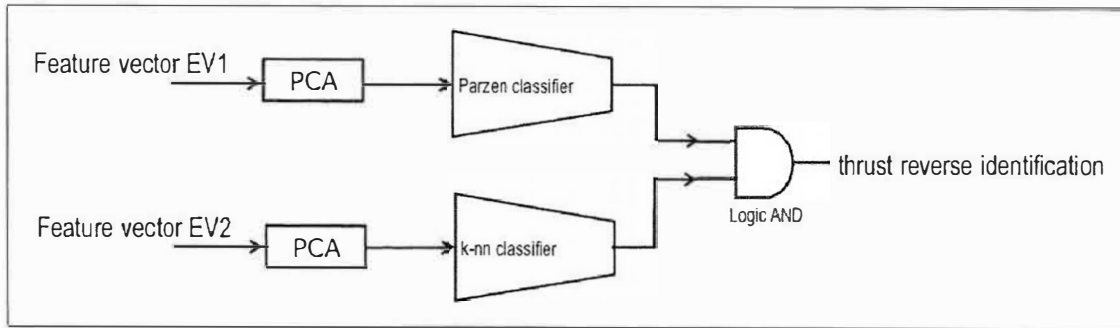 Feature vector EV1
PCA
Parzen classifier
thrust reverse identification
Logic AND
Feature vector EV2
PCA
k-nn classifier